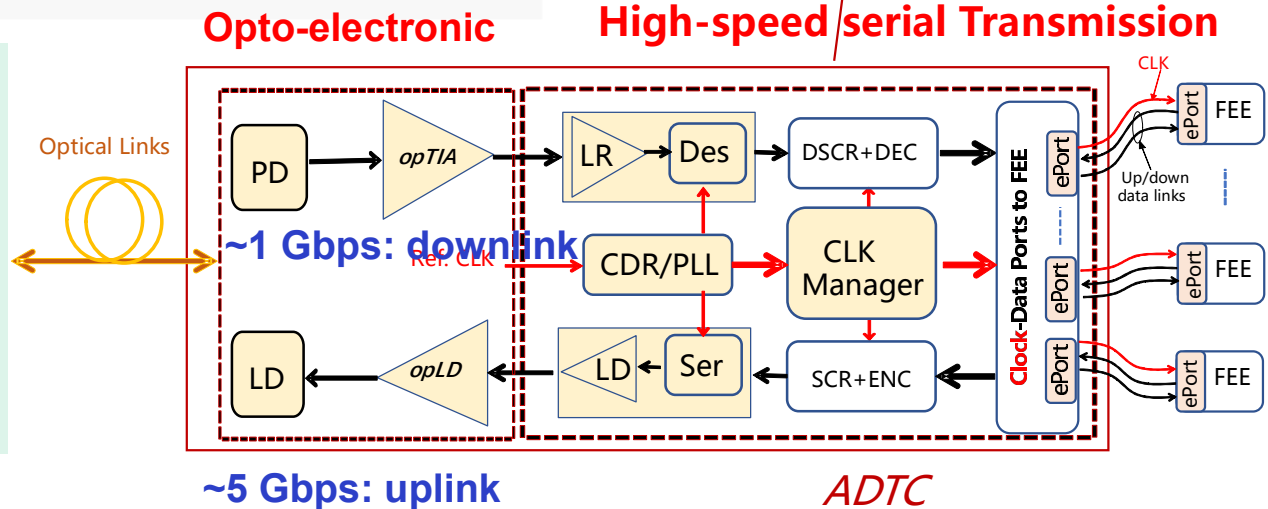 Opto-electronic
High-speed serial Transmission
CLK
Optical Links
PD
opTIA
LR
Des
DSCR+DEC
ePort
ePort
FEE
Up/down
data links
~1 Gbps: downlink
Ref. CLK
CDR/PLL
CLK
Manager
Clock-Data Ports to FEE
ePort
ePort
FEE
LD
opLD
LD
Ser
SCR+ENC
ePort
ePort
FEE
~5 Gbps: uplink
ADTC